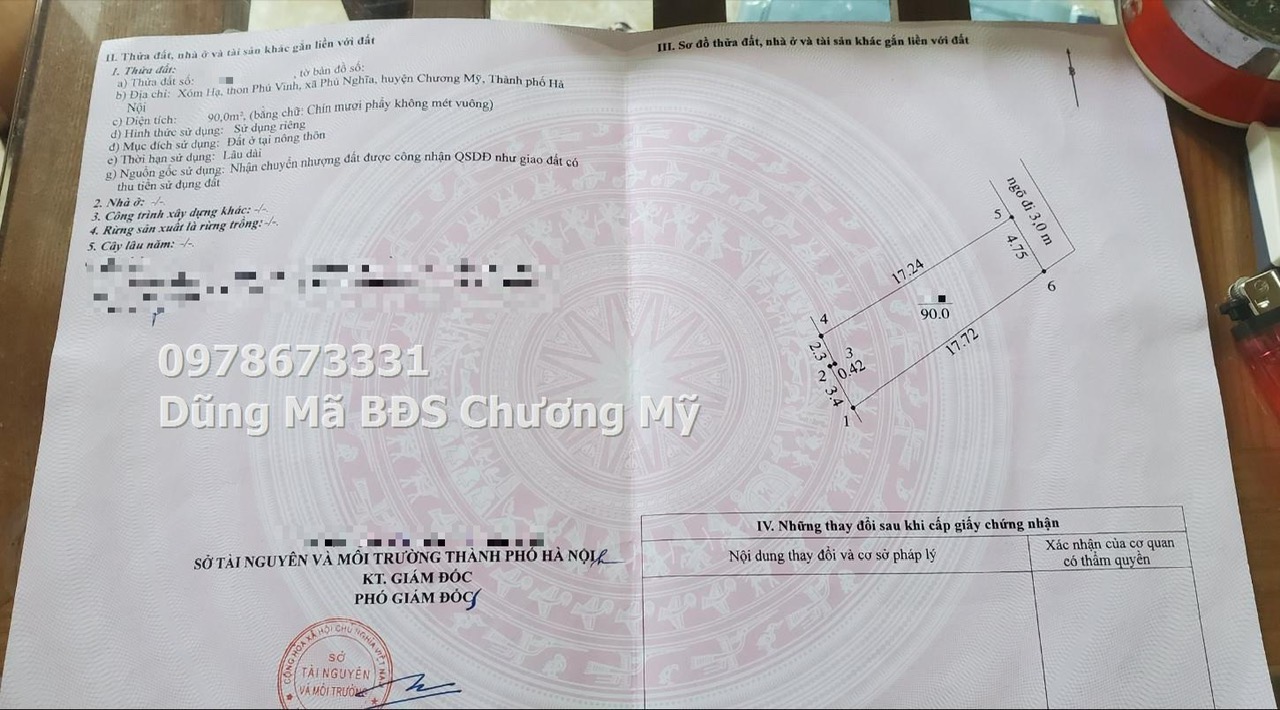 II. Thửa đất, nhà ở và tài sản khác gắn liền với đất
1. Thửa đất:
a) Thửa đất số: , tờ bản đồ số:
b) Địa chỉ: Xóm Hạ, thon Phú Vinh, xã Phú Nghĩa, huyện Chương Mỹ, Thành phố Hà
Nội
c) Diện tích: 90,0m², (bằng chữ: Chín mươi phẩy không mét vuông)
d) Hình thức sử dụng: Sử dụng riêng
đ) Mục đích sử dụng: Đất ở tại nông thôn
e) Thời hạn sử dụng: Lâu dài
g) Nguồn gốc sử dụng: Nhận chuyển nhượng đất được công nhận QSDĐ như giao đất có
thu tiền sử dụng đất
2. Nhà ở: -/-.
3. Công trình xây dựng khác: -/-.
4. Rừng sản xuất là rừng trồng: -/-.
5. Cây lâu năm: -/-.
0978673331
Dũng Mã BĐS Chương Mỹ
SỞ TÀI NGUYÊN VÀ MÔI TRƯỜNG THÀNH PHỐ HÀ NỘI
KT. GIÁM ĐỐC
PHÓ GIÁM ĐỐC
CỘNG HÒA XÃ HỘI CHỦ NGHĨA VIỆT NAM
SỞ
TÀI NGUYÊN
VÀ MÔI TRƯỜNG
III. Sơ đồ thửa đất, nhà ở và tài sản khác gắn liền với đất
ngõ đi 3,0 m
5
4.75
17.24
6
90.0
4
17.72
2.3
3
0.42
2
3.4
1
IV. Những thay đổi sau khi cấp giấy chứng nhận
Nội dung thay đổi và cơ sở pháp lý
Xác nhận của cơ quan
có thẩm quyền